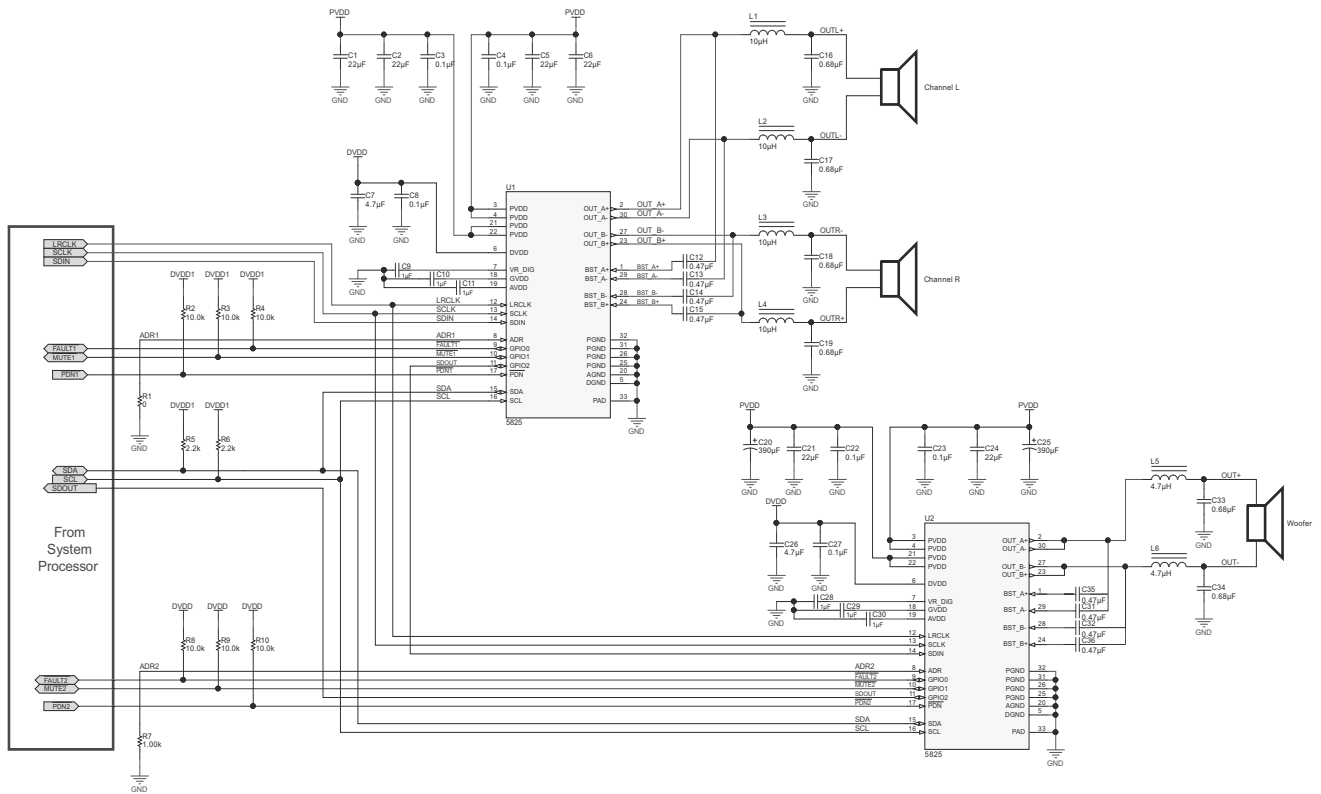 PVDD
PVDD
C1
22µF
C2
22µF
C3
0.1µF
C4
0.1µF
C5
22µF
C6
22µF
GND
GND
GND
GND
GND
GND
L1
10µH
OUTL+
C16
0.68µF
GND
Channel L
L2
10µH
OUTL-
C17
0.68µF
GND
DVDD
C7
4.7µF
C8
0.1µF
GND
GND
U1
3 PVDD
4 PVDD
21 PVDD
22 PVDD
6 DVDD
7 VR_DIG
18 GVDD
19 AVDD
12 LRCLK
13 SCLK
14 SDIN
8 ADR
9 GPIO0
10 GPIO1
11 GPIO2
17 PDN
15 SDA
16 SCL
OUT_A+ 2 OUT_A+
OUT_A- 30 OUT_A-
OUT_B- 27 OUT_B-
OUT_B+ 23 OUT_B+
BST_A+ 1 BST_A+
BST_A- 29 BST_A-
BST_B- 28 BST_B-
BST_B+ 24 BST_B+
PGND 32
PGND 31
PGND 26
PGND 25
AGND 20
DGND 5
PAD 33
5825
GND
C12
0.47µF
C13
0.47µF
C14
0.47µF
C15
0.47µF
L3
10µH
OUTR-
C18
0.68µF
GND
Channel R
L4
10µH
OUTR+
C19
0.68µF
GND
GND
C9
1µF
C10
1µF
C11
1µF
LRCLK
SCLK
SDIN
ADR1
FAULT1
MUTE1
SDOUT
PDN1
SDA
SCL
LRCLK
SCLK
SDIN
DVDD1
DVDD1
DVDD1
R2
10.0k
R3
10.0k
R4
10.0k
ADR1
FAULT1
MUTE1
PDN1
R1
0
GND
DVDD1
DVDD1
R5
2.2k
R6
2.2k
SDA
SCL
SDOUT
From
System
Processor
PVDD
PVDD
C20
390µF
C21
22µF
C22
0.1µF
C23
0.1µF
C24
22µF
C25
390µF
GND
GND
GND
GND
GND
GND
DVDD
C26
4.7µF
C27
0.1µF
GND
GND
L5
4.7µH
OUT+
C33
0.68µF
GND
Woofer
L6
4.7µH
OUT-
C34
0.68µF
GND
U2
3 PVDD
4 PVDD
21 PVDD
22 PVDD
6 DVDD
7 VR_DIG
18 GVDD
19 AVDD
12 LRCLK
13 SCLK
14 SDIN
8 ADR
9 GPIO0
10 GPIO1
11 GPIO2
17 PDN
15 SDA
16 SCL
OUT_A+ 2
OUT_A- 30
OUT_B- 27
OUT_B+ 23
BST_A+ 1
BST_A- 29
BST_B- 28
BST_B+ 24
PGND 32
PGND 31
PGND 26
PGND 25
AGND 20
DGND 5
PAD 33
5825
GND
C35
0.47µF
C31
0.47µF
C32
0.47µF
C36
0.47µF
GND
C28
1µF
C29
1µF
C30
1µF
ADR2
FAULT2
MUTE2
SDOUT
PDN2
SDA
SCL
DVDD
DVDD
DVDD
R8
10.0k
R9
10.0k
R10
10.0k
ADR2
FAULT2
MUTE2
PDN2
R7
1.00k
GND